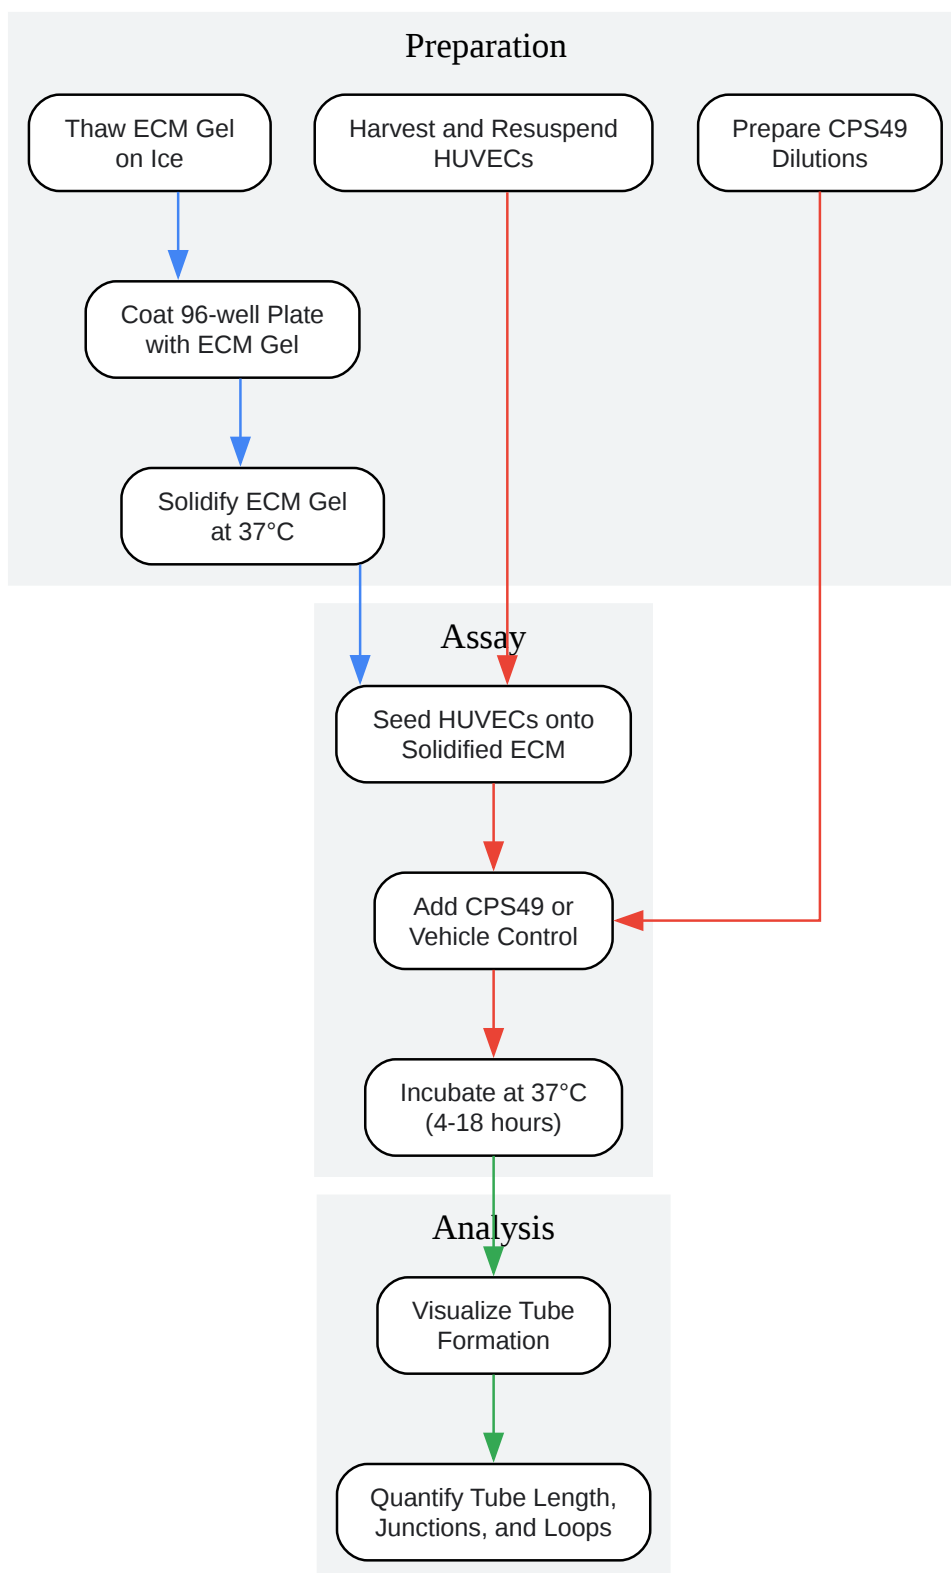 Preparation
Thaw ECM Gel
on Ice
Harvest and Resuspend
HUVECs
Prepare CPS49
Dilutions
Coat 96-well Plate
with ECM Gel
Solidify ECM Gel
at 37°C
Assay
Seed HUVECs onto
Solidified ECM
Add CPS49 or
Vehicle Control
Incubate at 37°C
(4-18 hours)
Analysis
Visualize Tube
Formation
Quantify Tube Length,
Junctions, and Loops